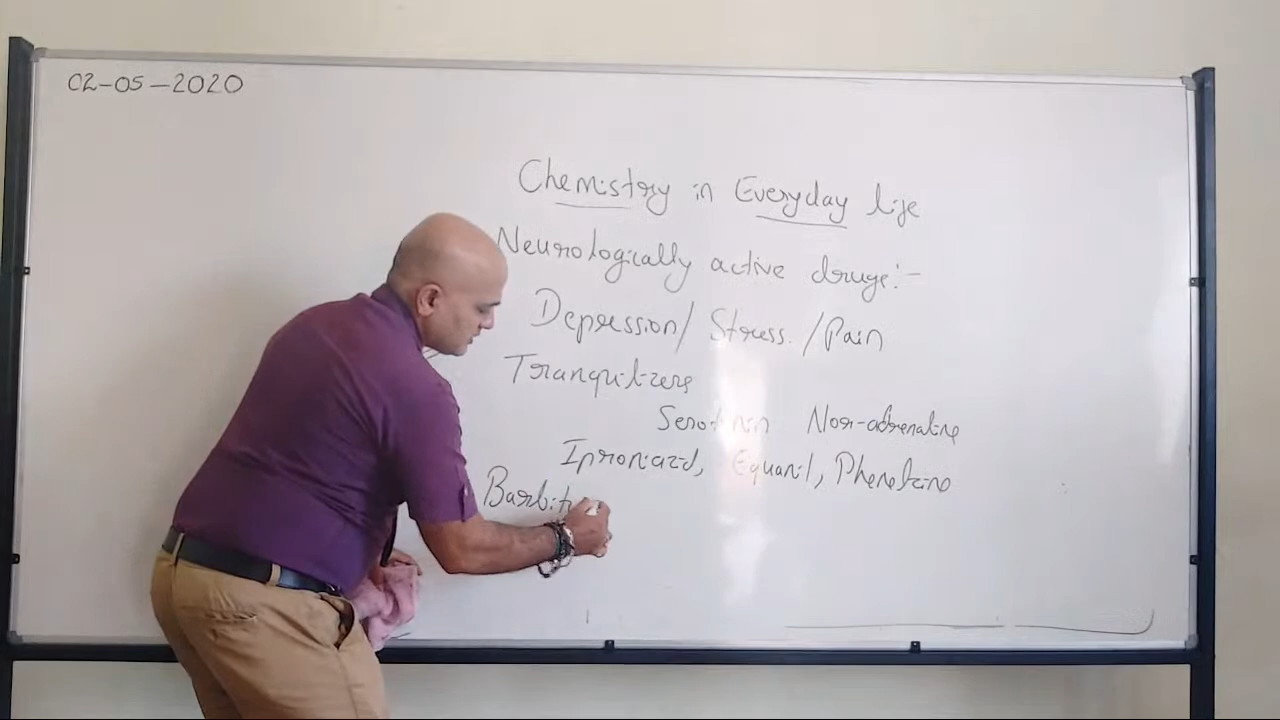 02-05-2020
Chemistry in Everyday life
Neurologically active drugs:-
Depression/ Stress. /Pain
Tranquilizers
Serotonin Nor-adrenaline
Iproniazid, Equanil, Phenelzine
Barbit